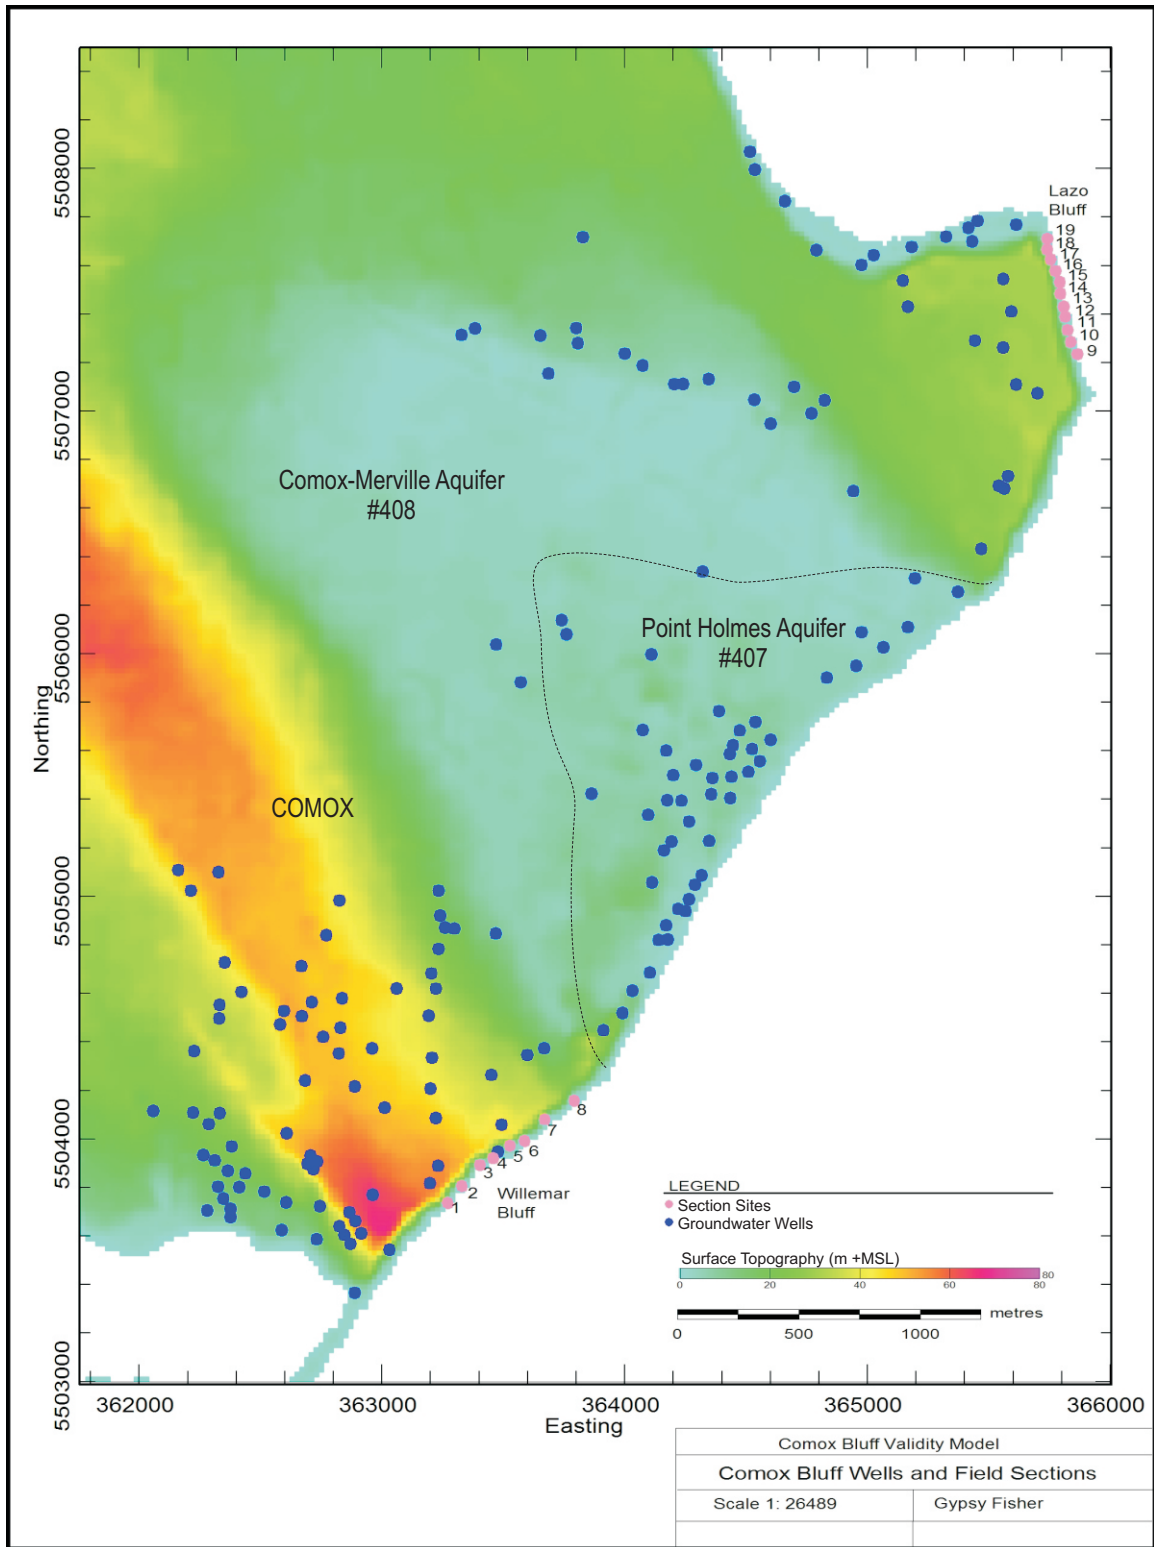 Lazo
Bluff
19
18
17
16
15
14
13
12
11
10
9
5508000
5507000
5506000
5505000
5504000
5503000
Northing
Comox-Merville Aquifer
#408
Point Holmes Aquifer
#407
COMOX
8
7
6
5
4
3
2
1
Willemar
Bluff
LEGEND
Section Sites
Groundwater Wells
Surface Topography (m +MSL)
0 20 40 60 80
metres
0 500 1000
362000 363000 364000 365000 366000
Easting
Comox Bluff Validity Model
Comox Bluff Wells and Field Sections
Scale 1: 26489 Gypsy Fisher